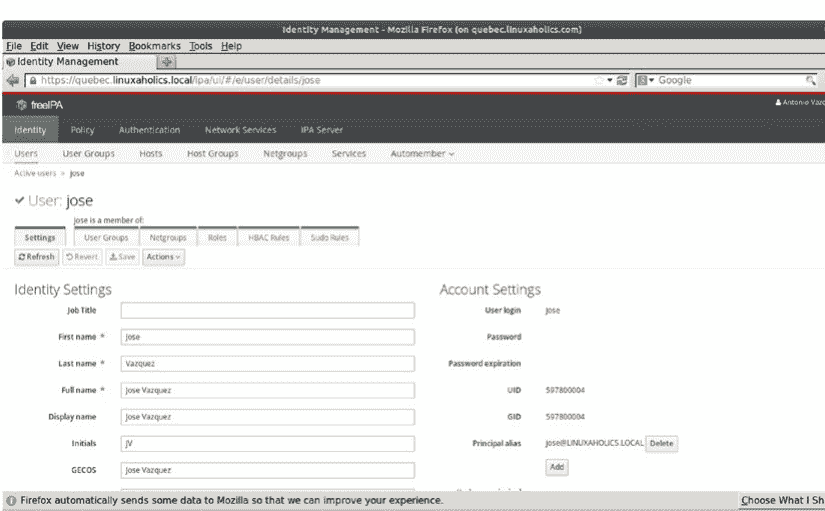 Identity Management - Mozilla Firefox (on quebec.linuxaholics.com)
File Edit View History Bookmarks Tools Help
Identity Management
https://quebec.linuxaholics.local/ipa/ui/#/e/user/details/jose Google
freeIPA Antonio Vazq
Identity Policy Authentication Network Services IPA Server
Users User Groups Hosts Host Groups Netgroups Services Automember
Active users » jose
User: jose
jose is a member of:
Settings User Groups Netgroups Roles HBAC Rules Sudo Rules
Refresh Revert Save Actions
Identity Settings Account Settings
Job Title User login jose
First name * jose Password
Last name * Vazquez Password expiration
Full name * Jose Vazquez UID 597800004
Display name Jose Vazquez GID 597800004
Initials JV Principal alias jose@LINUXAHOLICS.LOCAL Delete
GECOS Jose Vazquez Add
Firefox automatically sends some data to Mozilla so that we can improve your experience. Choose What I Sh